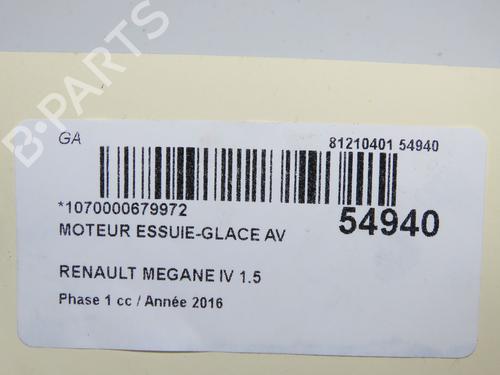 B-PARTS
GA
81210401 54940
*1070000679972
54940
MOTEUR ESSUIE-GLACE AV
RENAULT MEGANE IV 1.5
Phase 1 cc / Année 2016